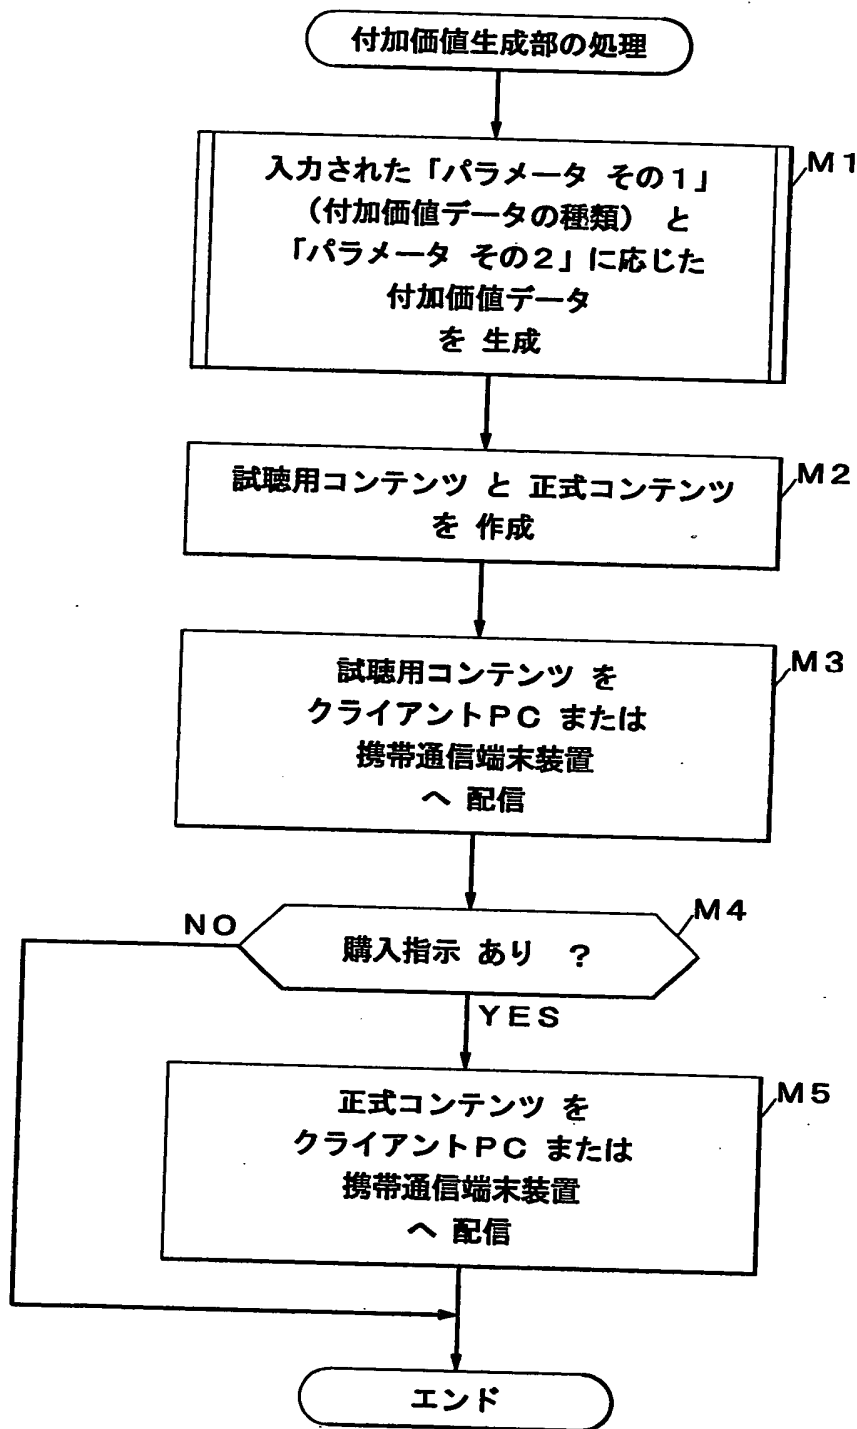 付加価値生成部の処理
入力された「パラメータ その1」
（付加価値データの種類） と
「パラメータ その2」に応じた
付加価値データ
を 生成
M1
試聴用コンテンツ と 正式コンテンツ
を 作成
M2
試聴用コンテンツ を
クライアントPC または
携帯通信端末装置
へ 配信
M3
NO
購入指示 あり ?
M4
YES
正式コンテンツ を
クライアントPC または
携帯通信端末装置
へ 配信
M5
エンド